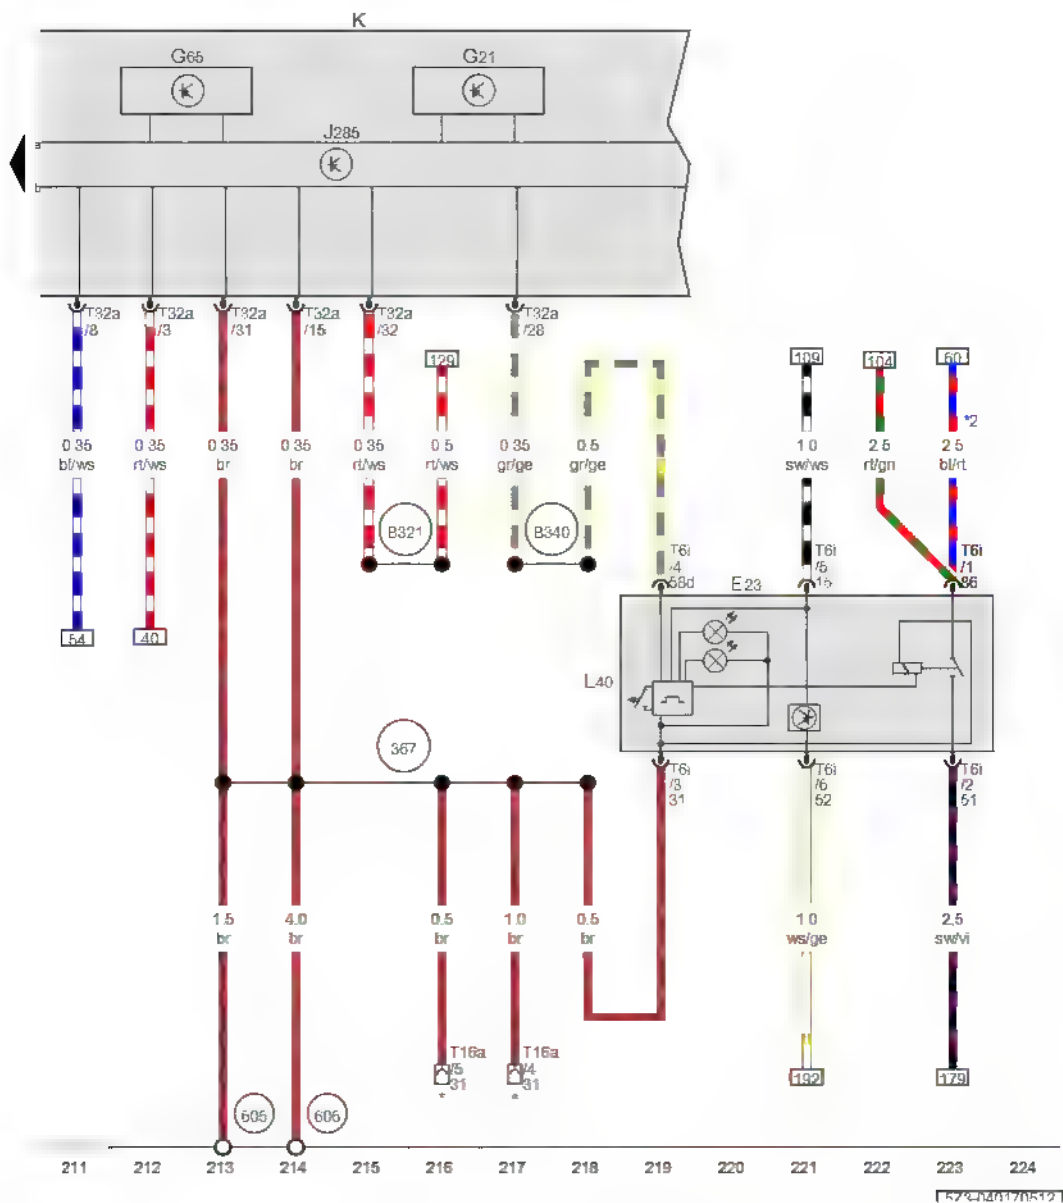 K
G65
G21
J285
a
b
T32a
/8
T32a
/3
T32a
/31
T32a
/15
T32a
/32
T32a
/28
129
109
104
60
*2
0.35
bl/ws
0.35
rt/ws
0.35
br
0.35
br
0.35
rt/ws
0.5
rt/ws
0.35
gr/ge
0.5
gr/ge
1.0
sw/ws
2.5
rt/gn
2.5
bl/rt
B321
B340
T6i
/4
58d
T6i
/5
15
T6i
/1
86
E23
54
40
L40
367
T6i
/3
31
T6i
/6
52
T6i
/2
51
1.5
br
4.0
br
0.5
br
1.0
br
0.5
br
1.0
ws/ge
2,5
sw/vi
T16a
/5
31
*
T16a
/4
31
*
192
179
605
606
211 212 213 214 215 216 217 218 219 220 221 222 223 224
L5Z3-040170512